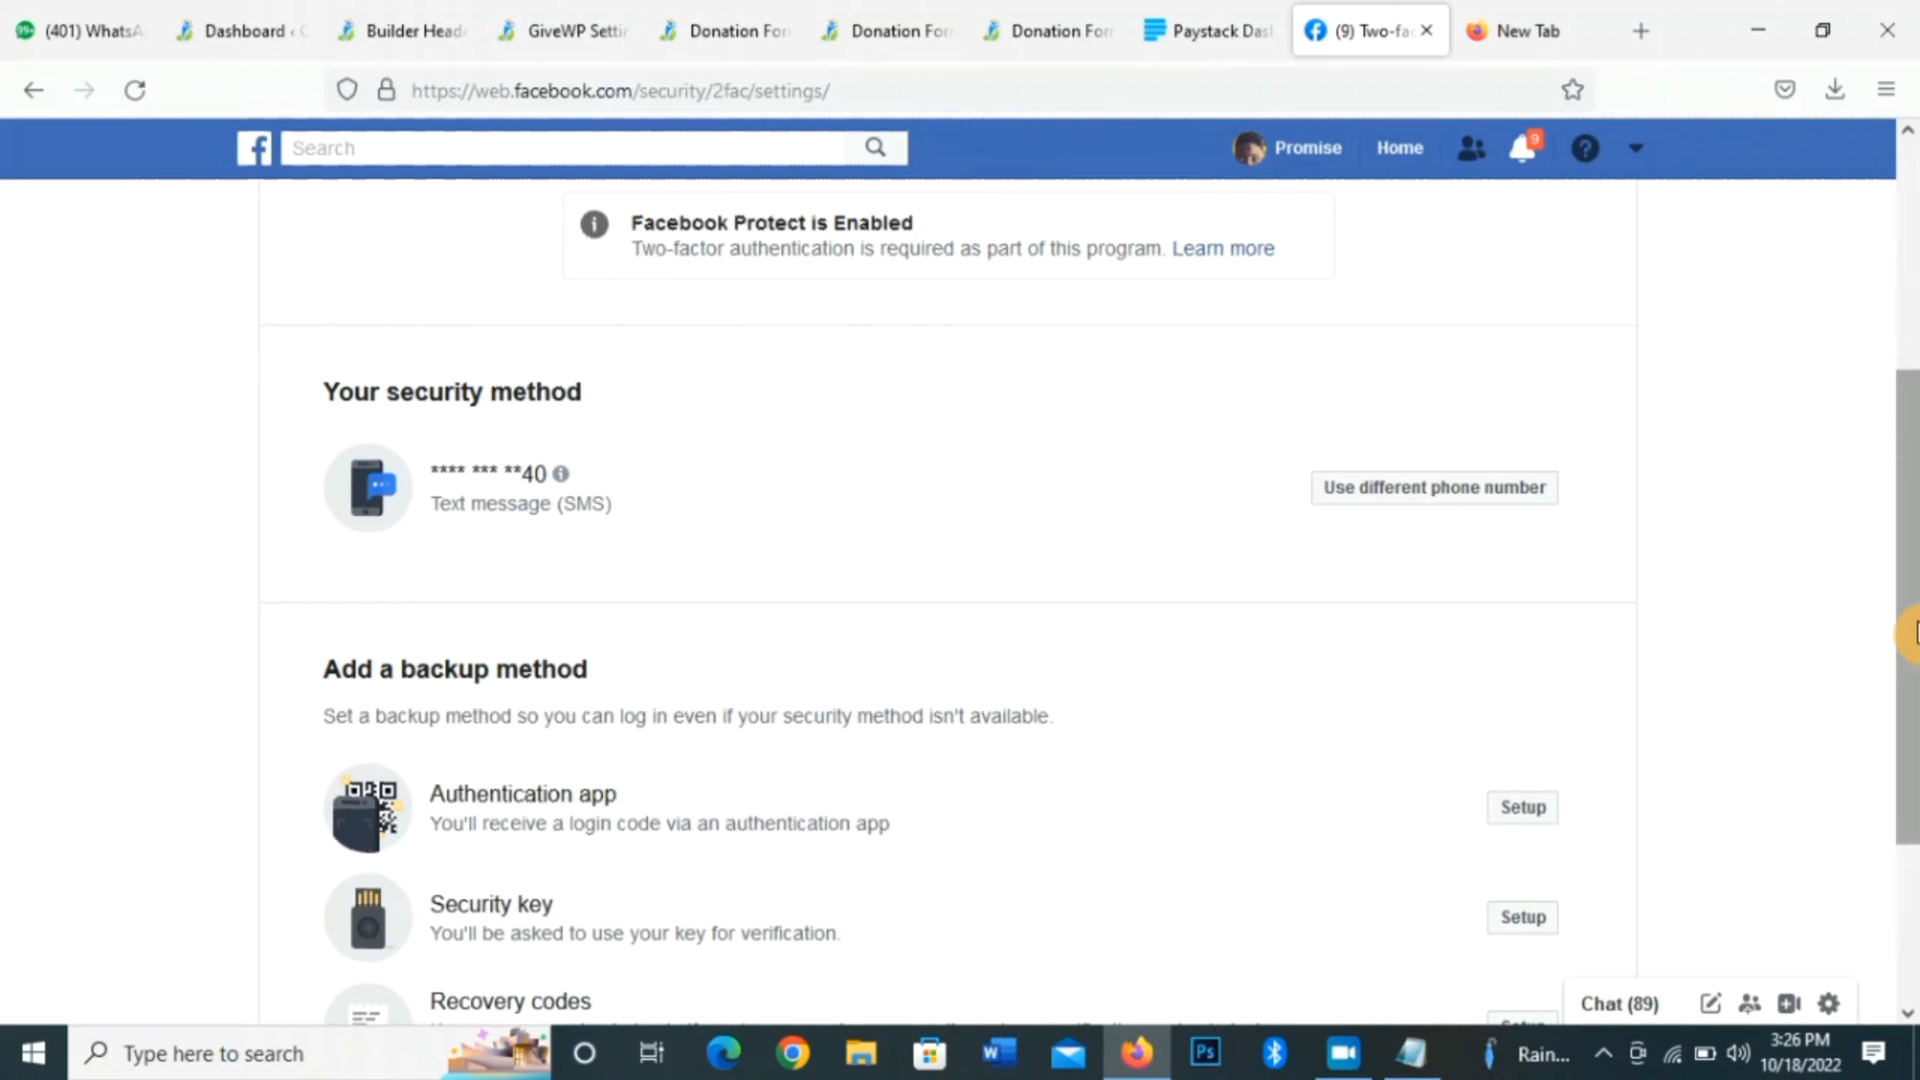 (401) WhatsA
Dashboard ‹
Builder Head
GiveWP Settin
Donation For
Donation For
Donation For
Paystack Das
(9) Two-fac
New Tab
https://web.facebook.com/security/2fac/settings/
Search
Promise
Home
9
Facebook Protect is Enabled
Two-factor authentication is required as part of this program. Learn more
Your security method
**** *** **40
Text message (SMS)
Use different phone number
Add a backup method
Set a backup method so you can log in even if your security method isn't available.
Authentication app
You'll receive a login code via an authentication app
Setup
Security key
You'll be asked to use your key for verification.
Setup
Recovery codes
Chat (89)
Type here to search
Rain...
3:26 PM
10/18/2022